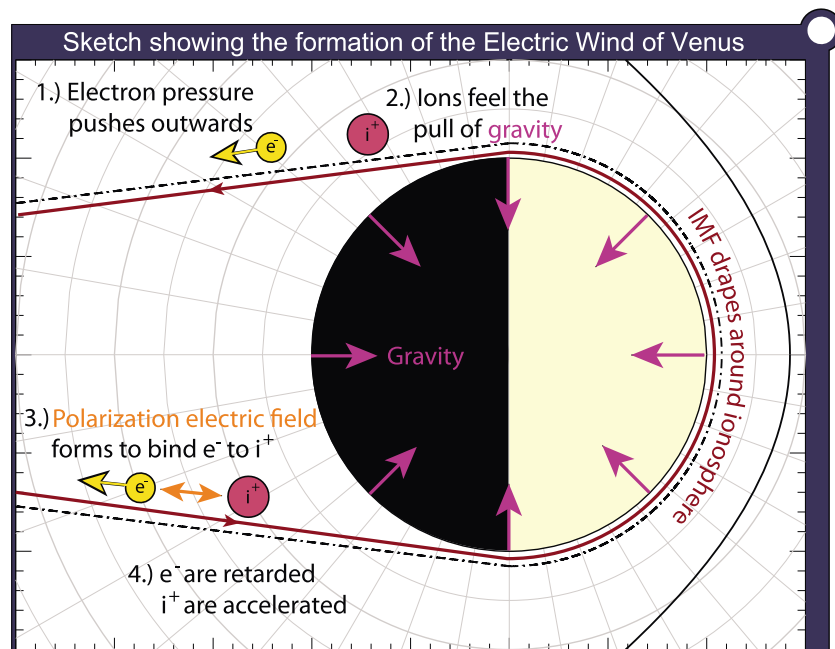 Sketch showing the formation of the Electric Wind of Venus
1.) Electron pressure
pushes outwards
e-
i+
2.) Ions feel the
pull of gravity
IMF drapes around ionosphere
Gravity
3.) Polarization electric field
forms to bind e- to i+
e-
i+
4.) e- are retarded
i+ are accelerated